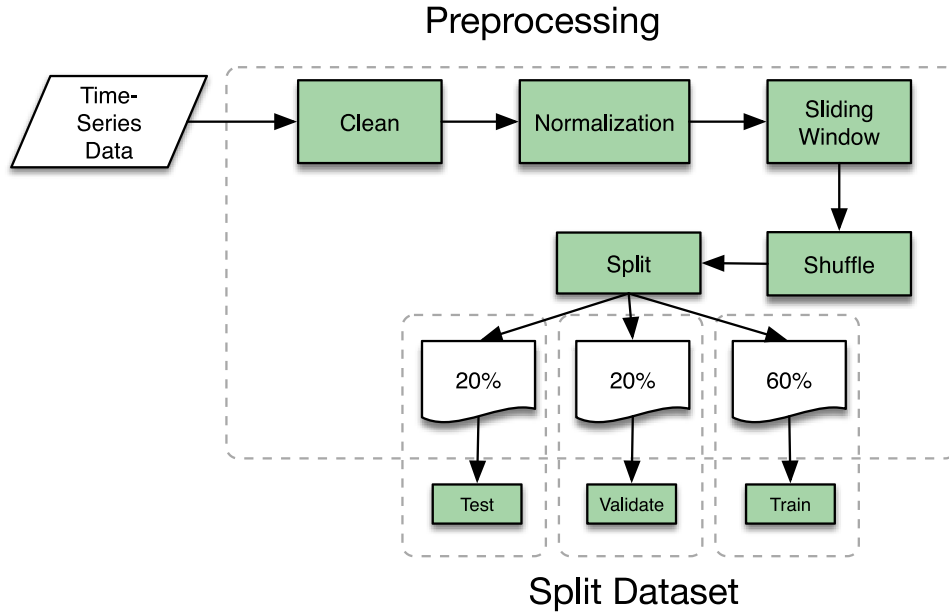 Preprocessing
Time-
Series
Data
Clean
Normalization
Sliding
Window
Split
Shuffle
20%
20%
60%
Test
Validate
Train
Split Dataset